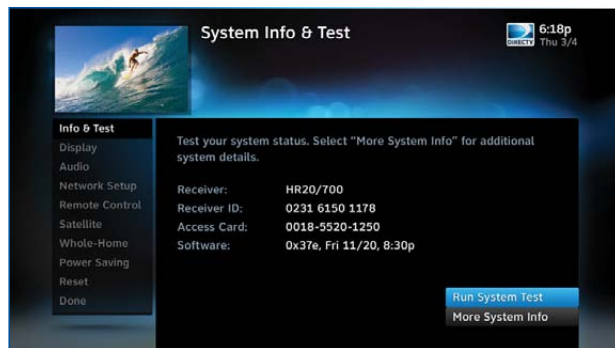 System Info & Test
DIRECTV
6:18p
Thu 3/4
Info & Test
Display
Audio
Network Setup
Remote Control
Satellite
Whole-Home
Power Saving
Reset
Done
Test your system status. Select "More System Info" for additional
system details.
Receiver: HR20/700
Receiver ID: 0231 6150 1178
Access Card: 0018-5520-1250
Software: 0x37e, Fri 11/20, 8:30p
Run System Test
More System Info